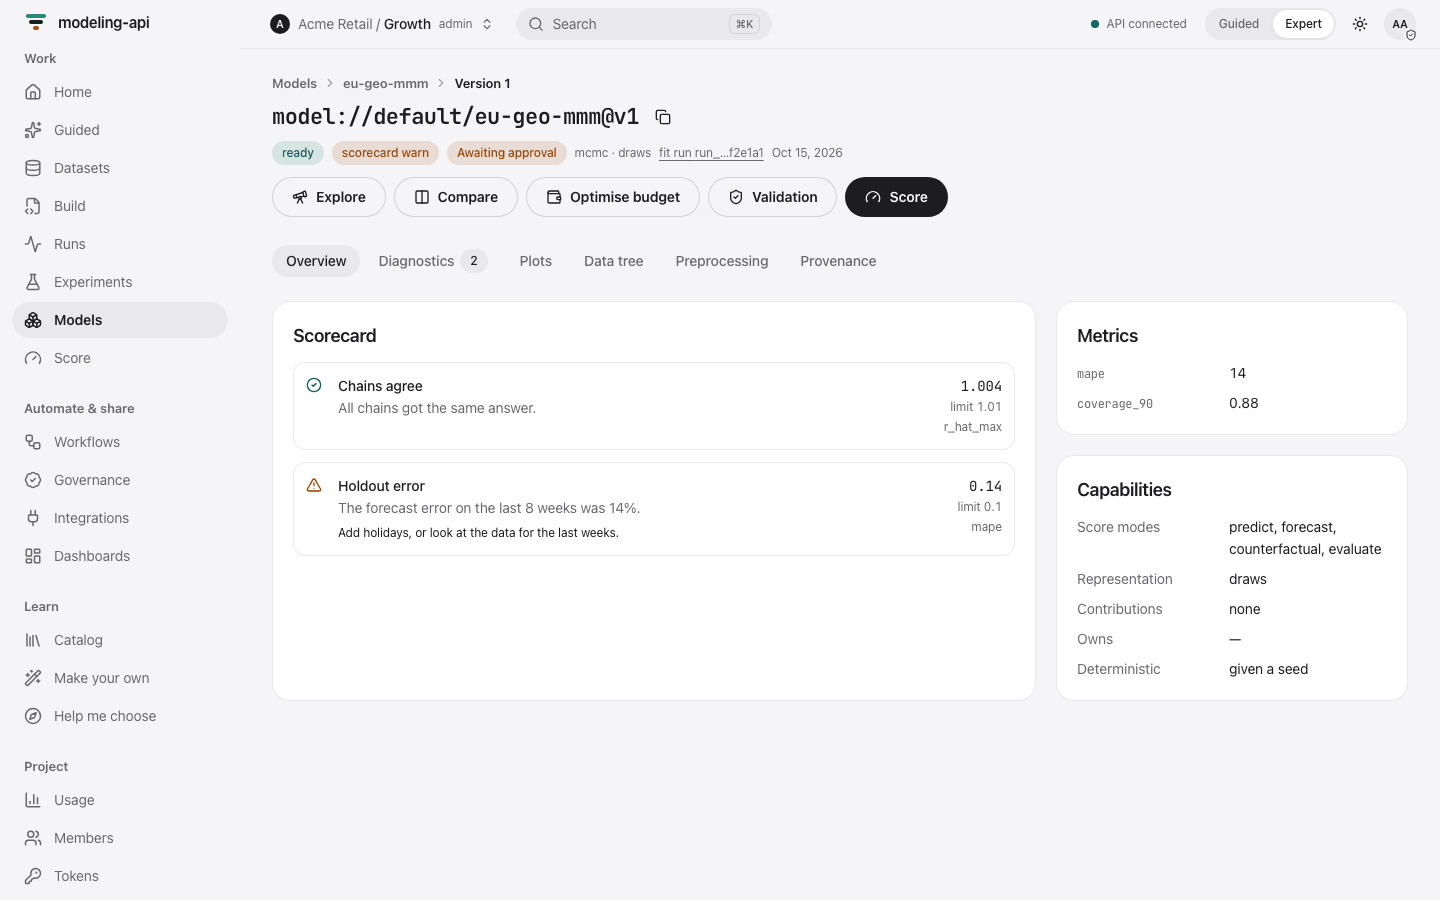 modeling-api
A Acme Retail / Growth admin
Search ⌘K
API connected
Guided Expert
AA
Work
Home
Guided
Datasets
Build
Runs
Experiments
Models
Score
Automate & share
Workflows
Governance
Integrations
Dashboards
Learn
Catalog
Make your own
Help me choose
Project
Usage
Members
Tokens
Models > eu-geo-mmm > Version 1
model://default/eu-geo-mmm@v1
ready scorecard warn Awaiting approval mcmc · draws fit run run_…f2e1a1 Oct 15, 2026
Explore Compare Optimise budget Validation Score
Overview Diagnostics 2 Plots Data tree Preprocessing Provenance
Scorecard
Chains agree 1.004
All chains got the same answer. limit 1.01
r_hat_max
Holdout error 0.14
The forecast error on the last 8 weeks was 14%. limit 0.1
Add holidays, or look at the data for the last weeks. mape
Metrics
mape 14
coverage_90 0.88
Capabilities
Score modes predict, forecast,
counterfactual, evaluate
Representation draws
Contributions none
Owns —
Deterministic given a seed